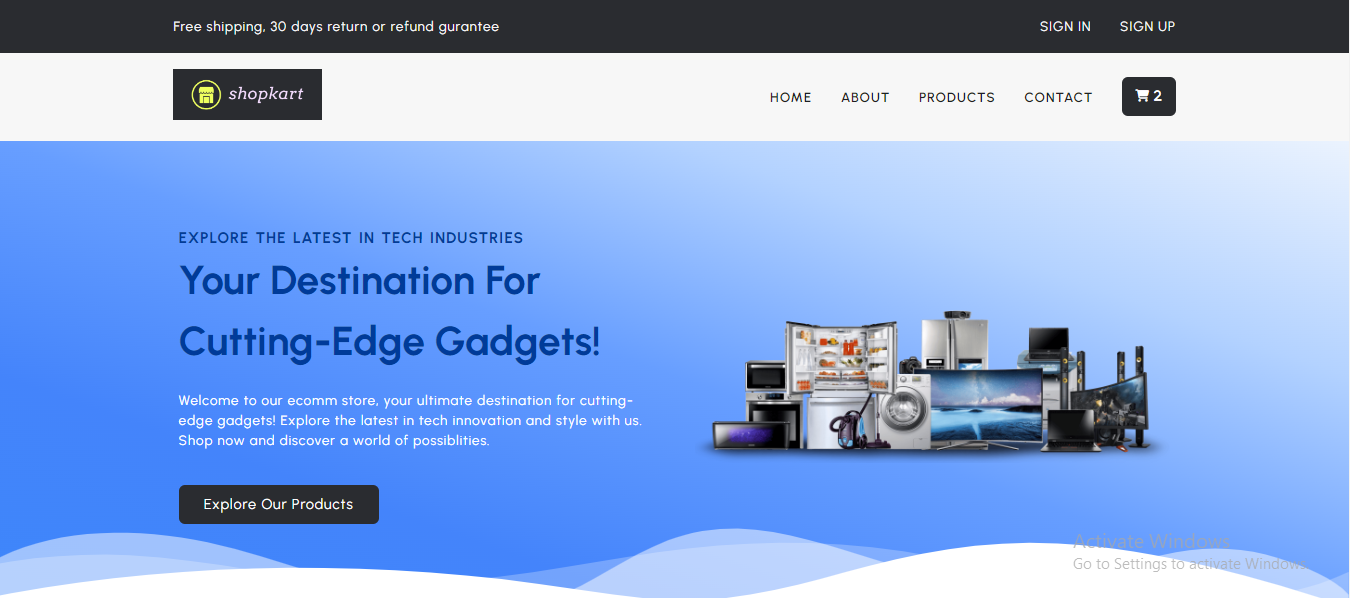 Free shipping, 30 days return or refund gurantee
SIGN IN
SIGN UP
shopkart
HOME
ABOUT
PRODUCTS
CONTACT
2
EXPLORE THE LATEST IN TECH INDUSTRIES
Your Destination For
Cutting-Edge Gadgets!
Welcome to our ecomm store, your ultimate destination for cutting-
edge gadgets! Explore the latest in tech innovation and style with us.
Shop now and discover a world of possiblities.
Explore Our Products
Activate Windows
Go to Settings to activate Windows.